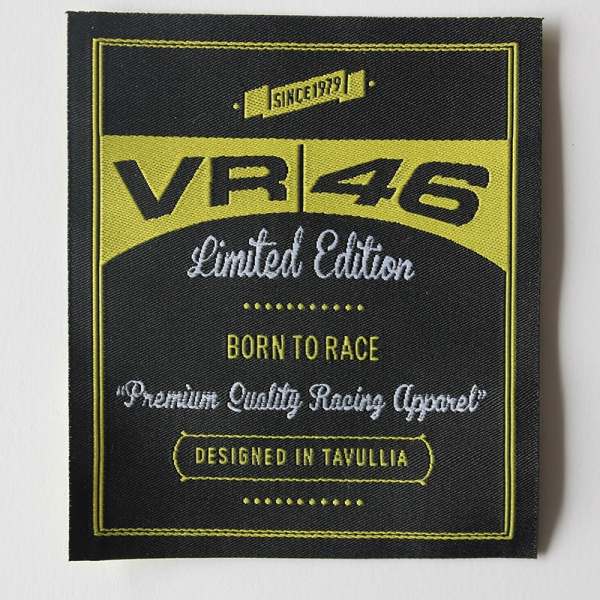 SINCE 1979
VR|46
Limited Edition
BORN TO RACE
"Premium Quality Racing Apparel"
DESIGNED IN TAVULLIA